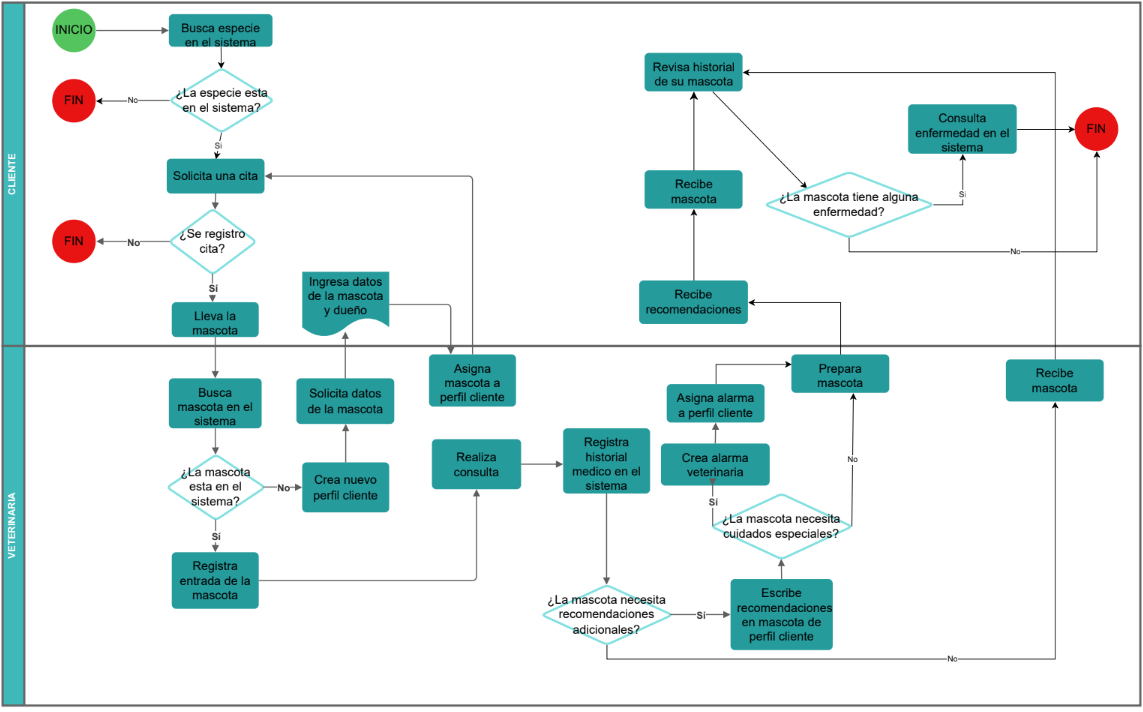 CLIENTE
INICIO
Busca especie
en el sistema
¿La especie esta
en el sistema?
No
FIN
Sí
Solicita una cita
¿Se registro
cita?
No
FIN
Sí
Lleva la
mascota
Ingresa datos
de la mascota
y dueño
Revisa historial
de su mascota
Recibe
mascota
Recibe
recomendaciones
¿La mascota tiene alguna
enfermedad?
Si
Consulta
enfermedad en el
sistema
FIN
No
VETERINARIA
Busca
mascota en el
sistema
¿La mascota
esta en el
sistema?
No
Sí
Registra
entrada de la
mascota
Crea nuevo
perfil cliente
Solicita datos
de la mascota
Asigna
mascota a
perfil cliente
Realiza
consulta
Registra
historial
medico en el
sistema
¿La mascota necesita
recomendaciones
adicionales?
Sí
No
Escribe
recomendaciones
en mascota de
perfil cliente
¿La mascota necesita
cuidados especiales?
Sí
No
Crea alarma
veterinaria
Asigna alarma
a perfil cliente
Prepara
mascota
Recibe
mascota